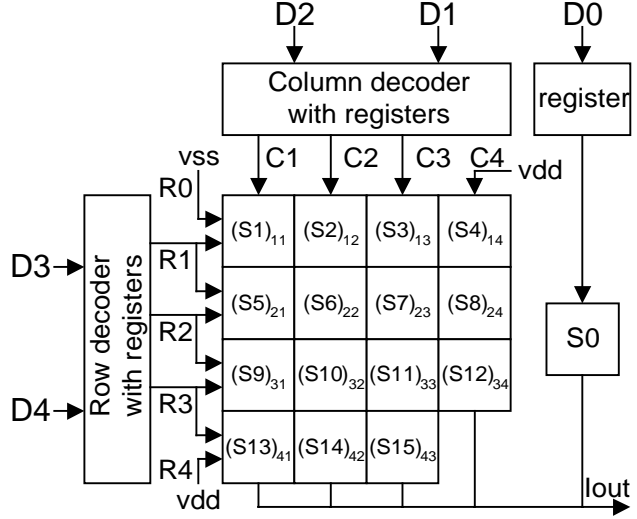 D2 D1 D0
Column decoder
with registers
register
vss C1 C2 C3 C4 vdd
R0
(S1)11 (S2)12 (S3)13 (S4)14
D3 R1
(S5)21 (S6)22 (S7)23 (S8)24
Row decoder
with registers
R2 S0
(S9)31 (S10)32 (S11)33 (S12)34
D4 R3
(S13)41 (S14)42 (S15)43
R4
vdd Iout